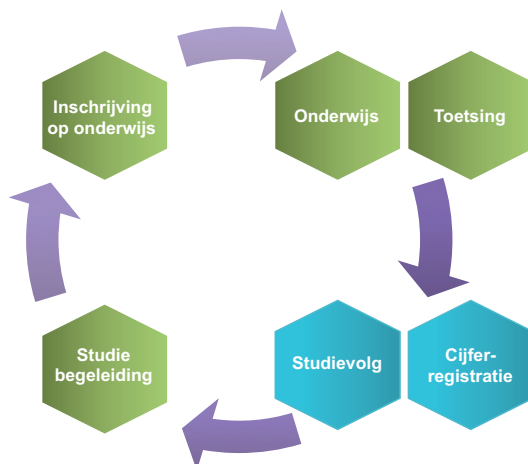 Inschrijving
op onderwijs
Onderwijs
Toetsing
Studievolg
Cijfer-
registratie
Studie
begeleiding